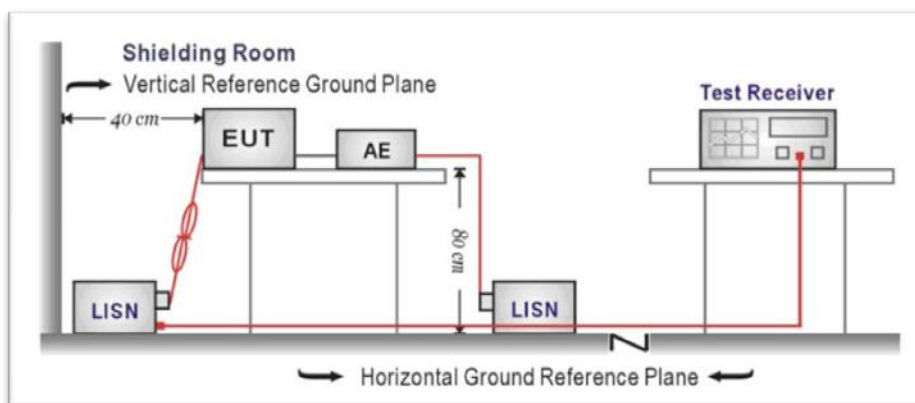 Shielding Room
Vertical Reference Ground Plane
Test Receiver
40 cm
EUT
AE
80 cm
LISN
LISN
Horizontal Ground Reference Plane